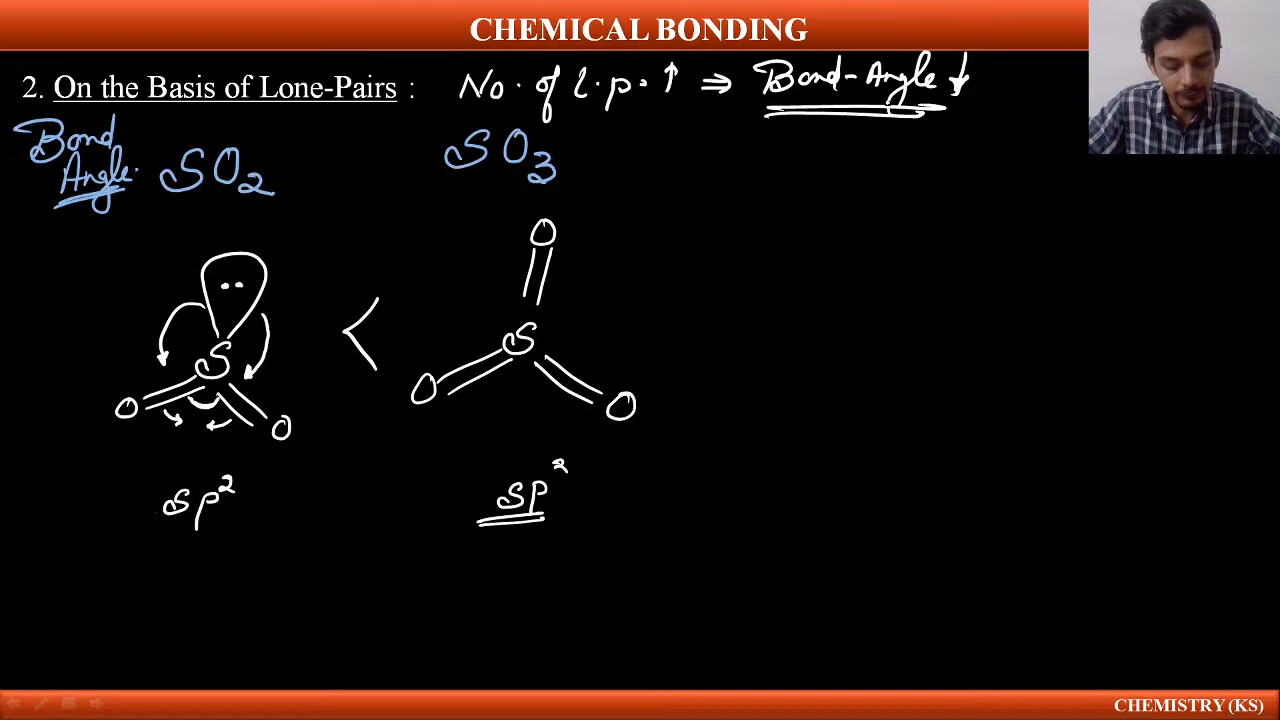 CHEMICAL BONDING
2. On the Basis of Lone-Pairs : No. of l.p. ↑ ⇒ Bond-Angle ↓
Bond
Angle. SO2 SO3
O
••
S < S
O O O O
sp²
sp²
CHEMISTRY (KS)